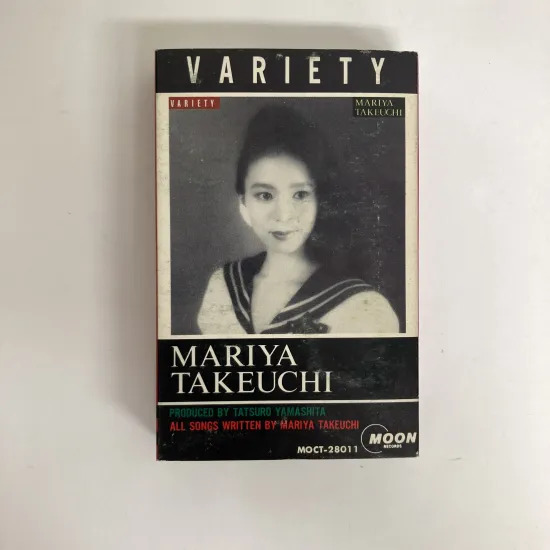 VARIETY
VARIETY
MARIYA
TAKEUCHI
MARIYA
TAKEUCHI
PRODUCED BY TATSURO YAMASHITA
ALL SONGS WRITTEN BY MARIYA TAKEUCHI
MOON
RECORDS
MOCT-28011